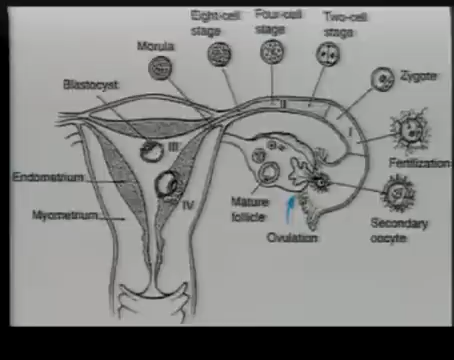 Eight-cell
stage
Four-cell
stage
Two-cell
stage
Morula
Zygote
Blastocyst
II
I
III
Fertilization
Endometrium
IV
Mature
follicle
Myometrium
Secondary
oocyte
Ovulation